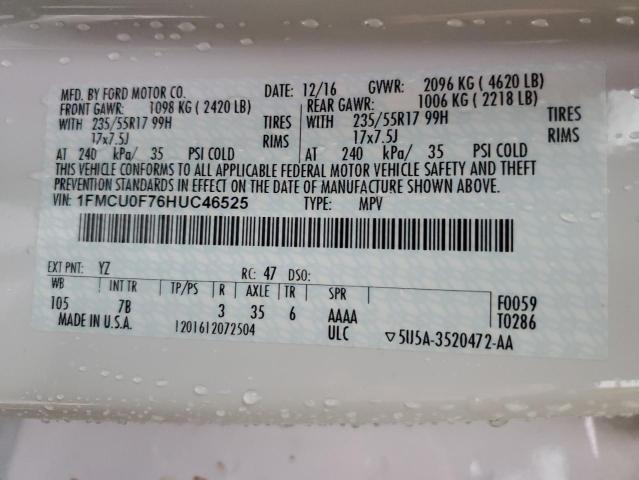 MFD. BY FORD MOTOR CO. DATE: 12/16 GVWR: 2096 KG ( 4620 LB)
FRONT GAWR: 1098 KG ( 2420 LB) REAR GAWR: 1006 KG ( 2218 LB)
WITH 235/55R17 99H TIRES WITH 235/55R17 99H TIRES
17x7.5J RIMS 17x7.5J RIMS
AT 240 kPa/ 35 PSI COLD AT 240 kPa/ 35 PSI COLD
THIS VEHICLE CONFORMS TO ALL APPLICABLE FEDERAL MOTOR VEHICLE SAFETY AND THEFT
PREVENTION STANDARDS IN EFFECT ON THE DATE OF MANUFACTURE SHOWN ABOVE.
VIN: 1FMCU0F76HUC46525 TYPE: MPV
EXT PNT: YZ RC: 47 DSO:
WB INT TR TP/PS R AXLE TR SPR F0059
105 7B 3 35 6 AAAA T0286
MADE IN U.S.A. 1201612072504 ULC ▽5U5A-3520472-AA